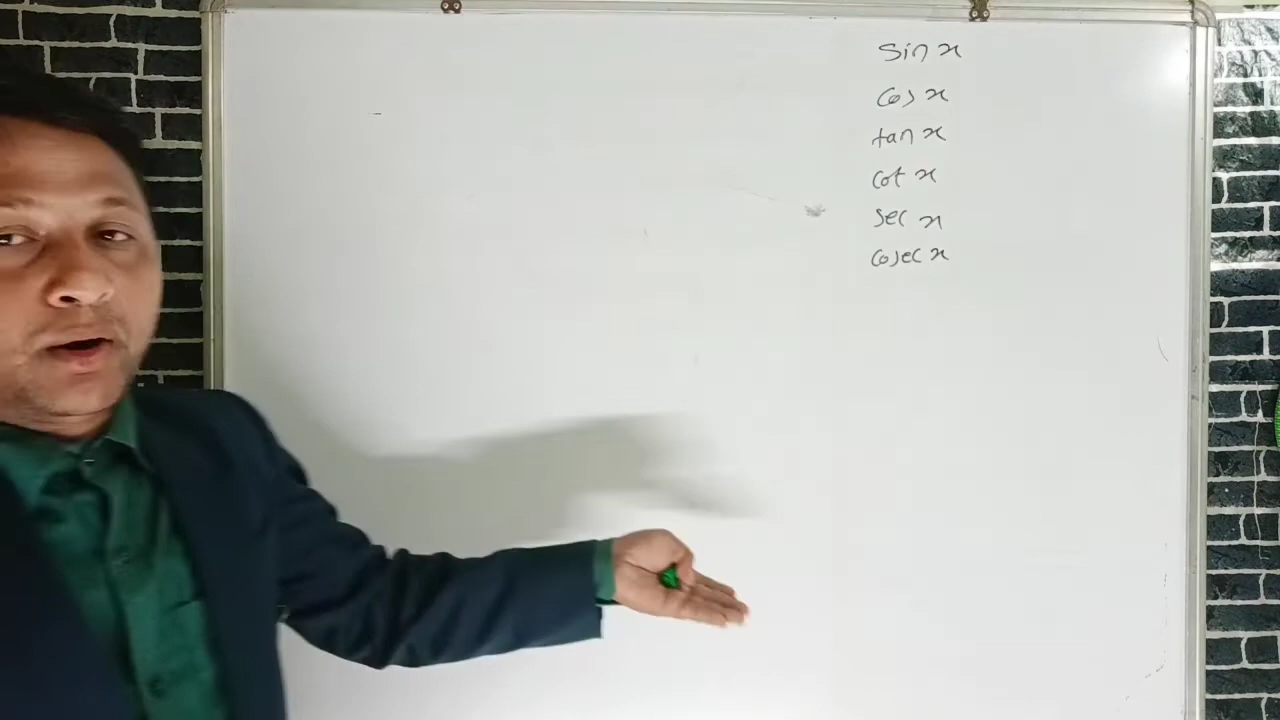 Sin x
Cos x
tan x
cot x
sec x
cosec x